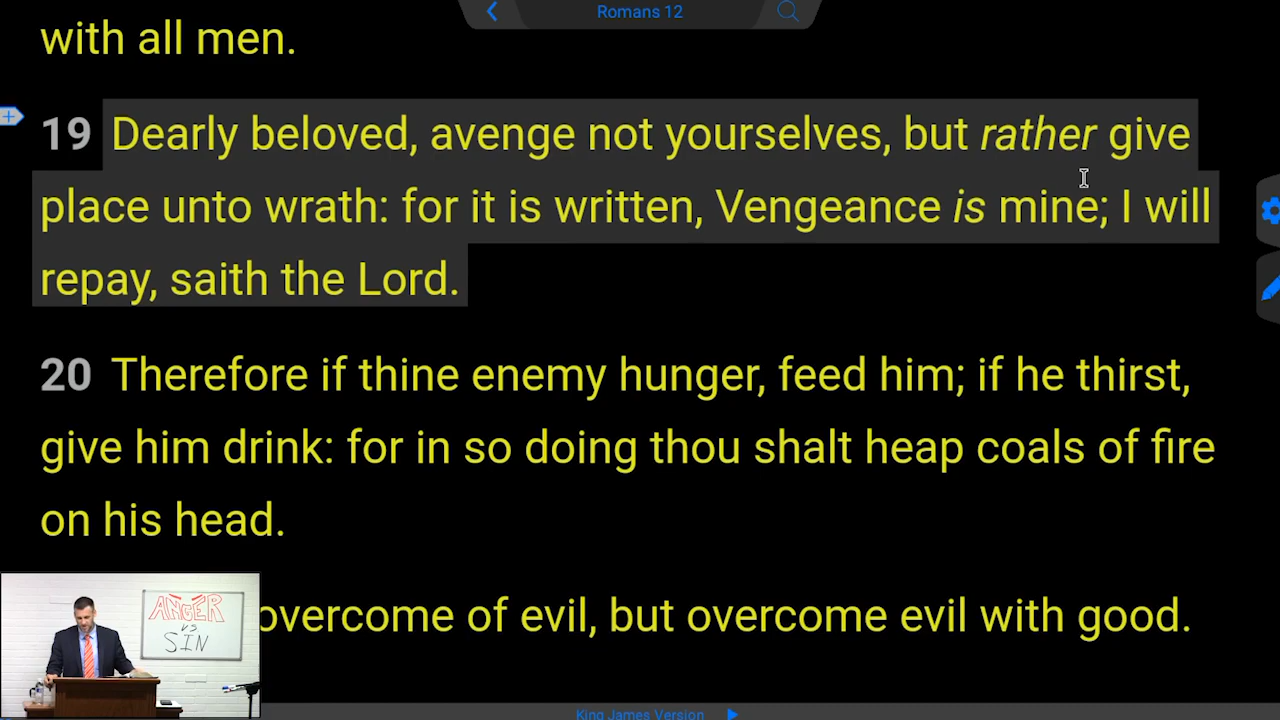 Romans 12
with all men.
19 Dearly beloved, avenge not yourselves, but rather give
place unto wrath: for it is written, Vengeance is mine; I will
repay, saith the Lord.
20 Therefore if thine enemy hunger, feed him; if he thirst,
give him drink: for in so doing thou shalt heap coals of fire
on his head.
overcome of evil, but overcome evil with good.
ANGER
VS
SIN
King James Version